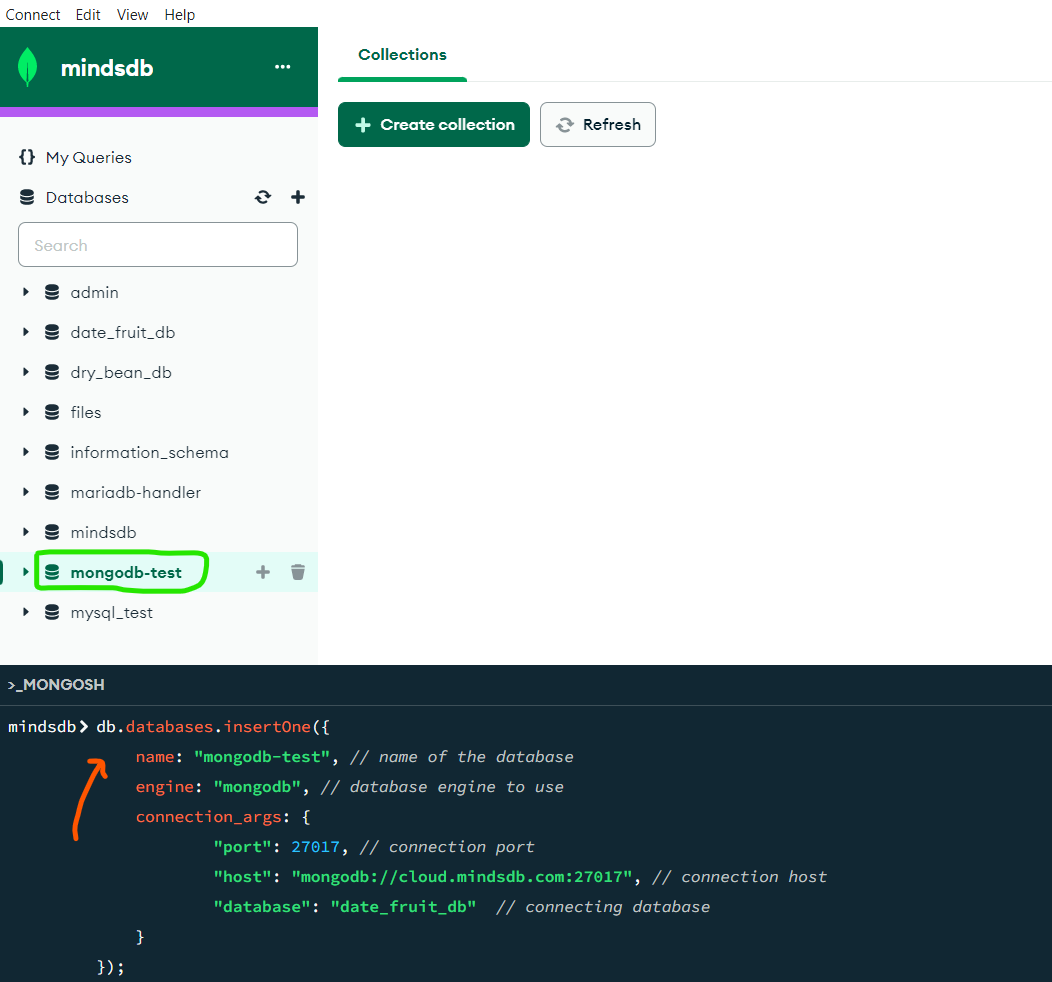 Connect Edit View Help
mindsdb ...
Collections
Create collection Refresh
{} My Queries
Databases
Search
admin
date_fruit_db
dry_bean_db
files
information_schema
mariadb-handler
mindsdb
mongodb-test
mysql_test
>_MONGOSH
mindsdb> db.databases.insertOne({
name: "mongodb-test", // name of the database
engine: "mongodb", // database engine to use
connection_args: {
"port": 27017, // connection port
"host": "mongodb://cloud.mindsdb.com:27017", // connection host
"database": "date_fruit_db" // connecting database
}
});